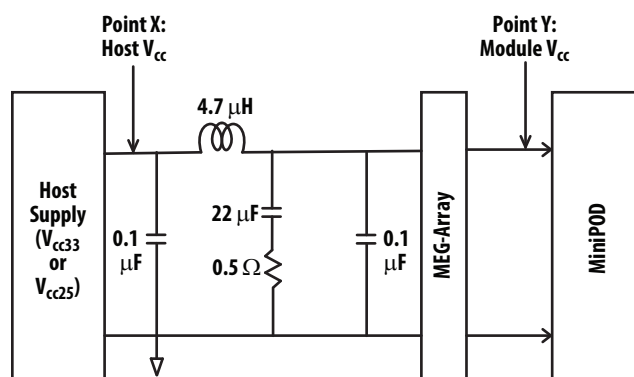 Point X:
Host Vcc
Point Y:
Module Vcc
4.7 μH
Host
Supply
(Vcc33
or
Vcc25)
0.1
μF
22 μF
0.5 Ω
0.1
μF
MEG-Array
MiniPOD